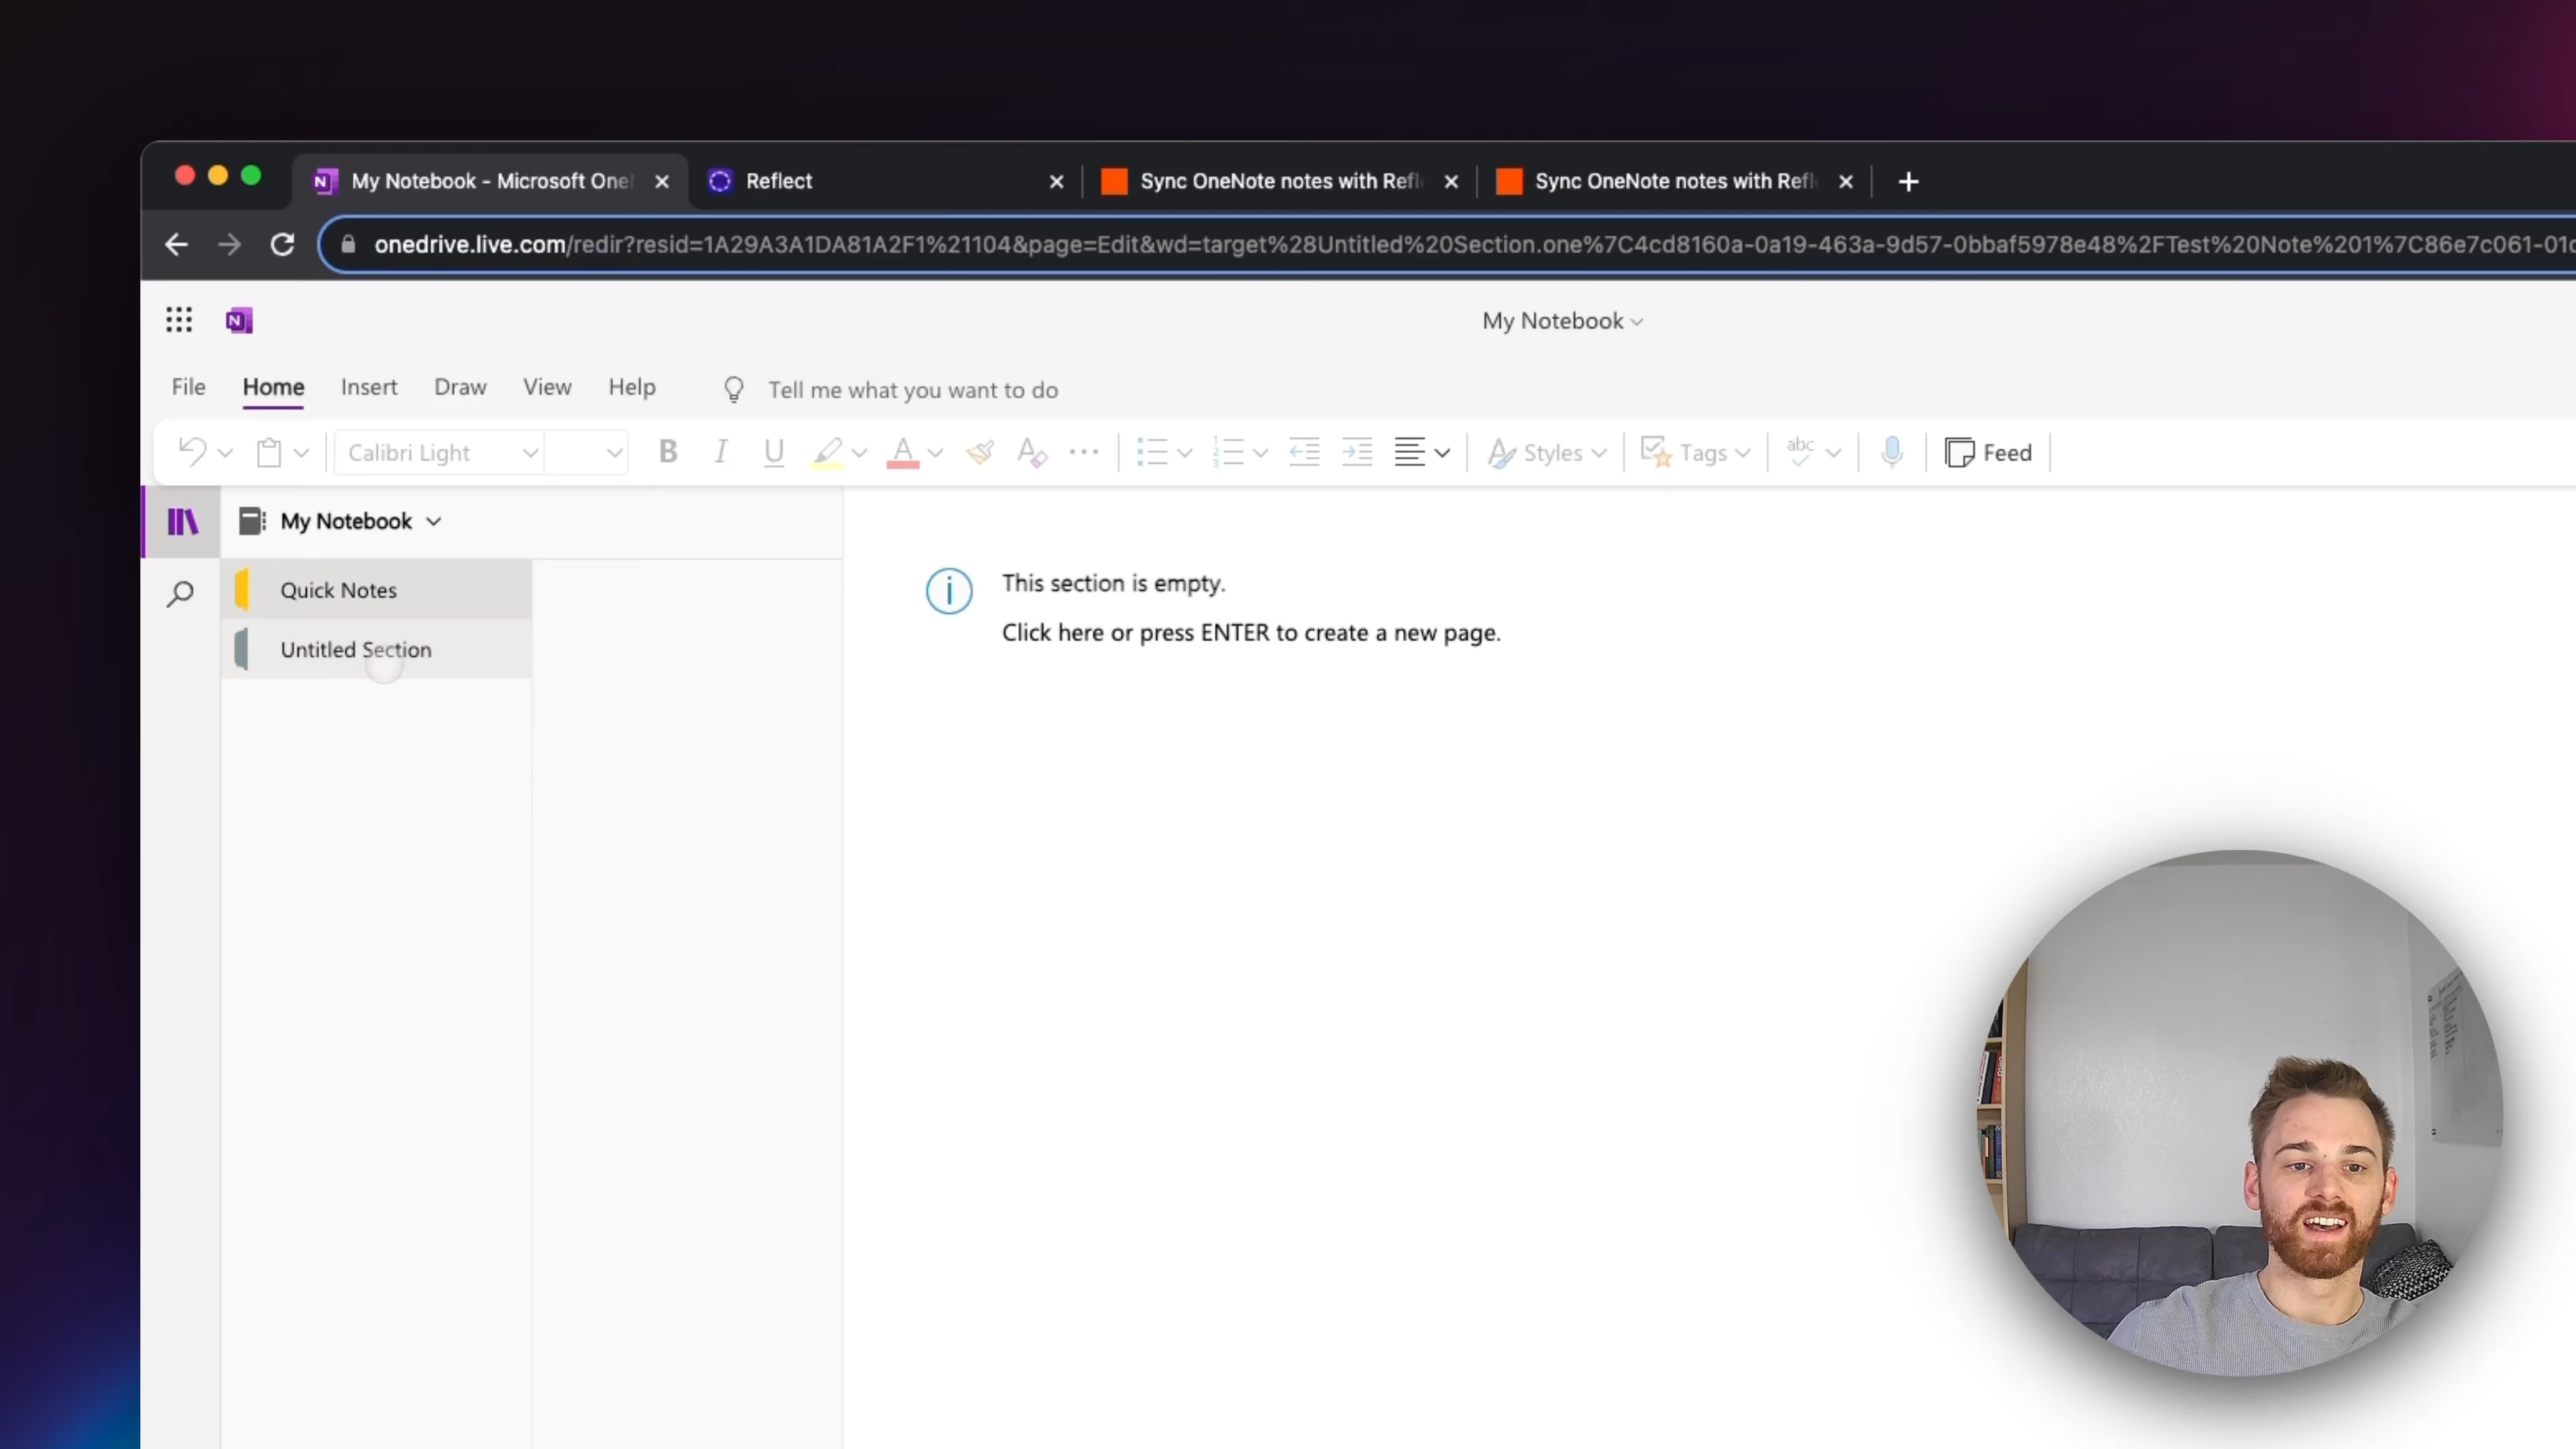 My Notebook - Microsoft One
Reflect
Sync OneNote notes with Refl
Sync OneNote notes with Refl
onedrive.live.com/redir?resid=1A29A3A1DA81A2F1%21104&page=Edit&wd=target%28Untitled%20Section.one%7C4cd8160a-0a19-463a-9d57-0bbaf5978e48%2FTest%20Note%201%7C86e7c061-01c
My Notebook
File Home Insert Draw View Help Tell me what you want to do
Calibri Light B I U A A Styles Tags abc Feed
My Notebook
Quick Notes
Untitled Section
This section is empty.
Click here or press ENTER to create a new page.